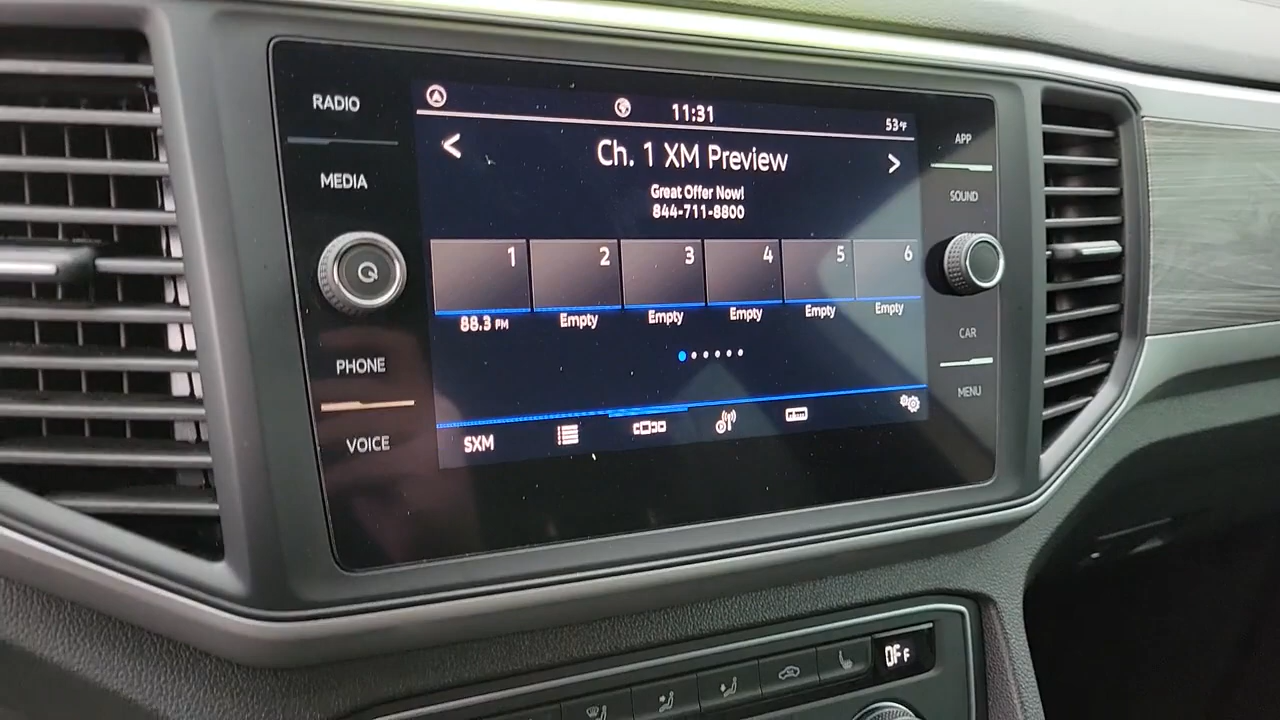 RADIO
MEDIA
PHONE
VOICE
11:31
53°F
<
Ch. 1 XM Preview
>
Great Offer Now!
844-711-8800
1 2 3 4 5 6
88.3 FM Empty Empty Empty Empty Empty
SXM
APP
SOUND
CAR
MENU
OFF